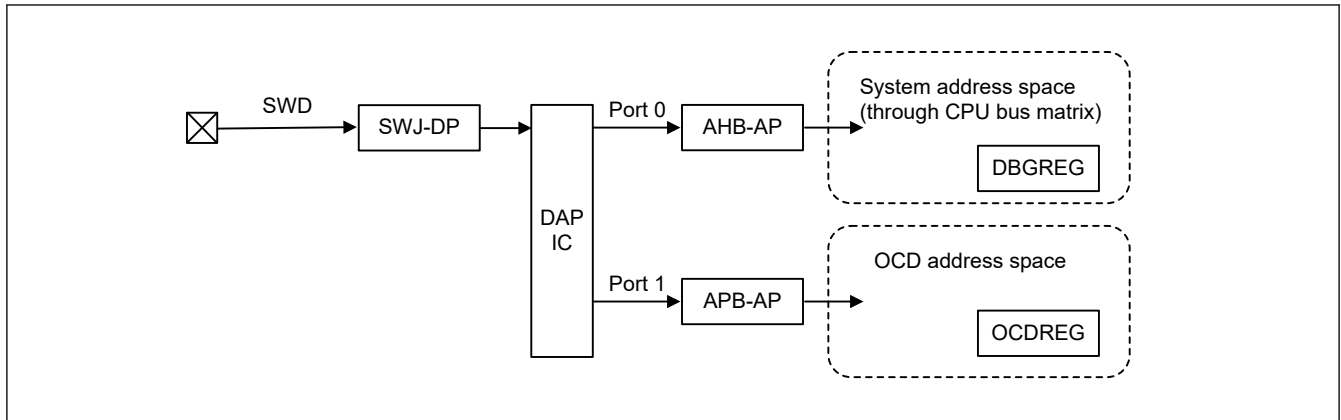 SWD
SWJ-DP
DAP
IC
Port 0
AHB-AP
System address space
(through CPU bus matrix)
DBGREG
Port 1
APB-AP
OCD address space
OCDREG